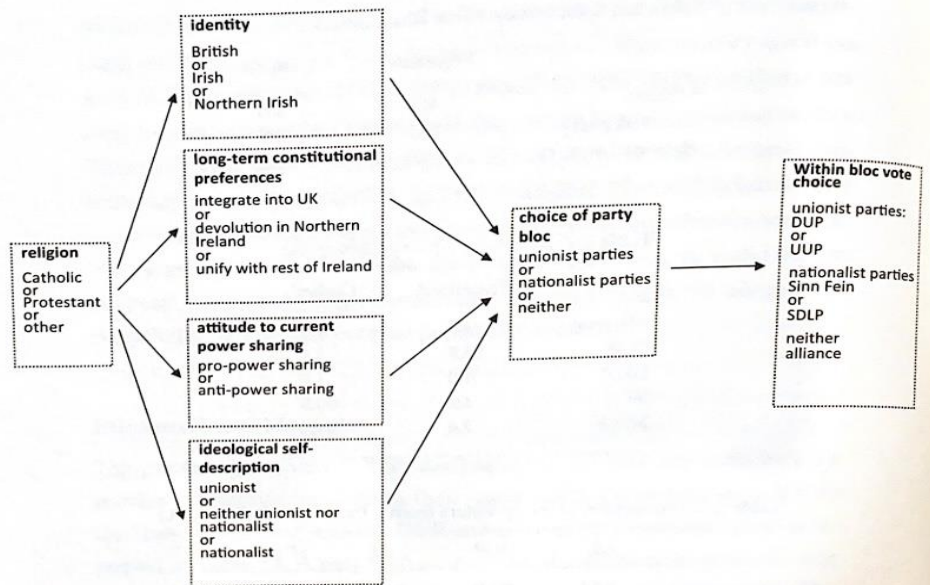 identity
British
or
Irish
or
Northern Irish
long-term constitutional
preferences
integrate into UK
or
devolution in Northern
Ireland
or
unify with rest of Ireland
religion
Catholic
or
Protestant
or
other
attitude to current
power sharing
pro-power sharing
or
anti-power sharing
ideological self-
description
unionist
or
neither unionist nor
nationalist
or
nationalist
choice of party
bloc
unionist parties
or
nationalist parties
or
neither
Within bloc vote
choice
unionist parties:
DUP
or
UUP
nationalist parties
Sinn Fein
or
SDLP
neither
alliance